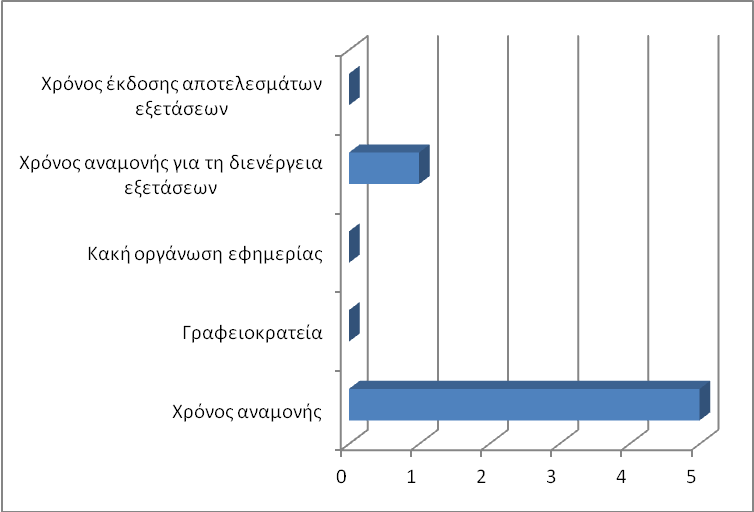 Χρόνος έκδοσης αποτελεσμάτων
εξετάσεων
Χρόνος αναμονής για τη διενέργεια
εξετάσεων
Κακή οργάνωση εφημερίας
Γραφειοκρατεία
Χρόνος αναμονής
0 1 2 3 4 5